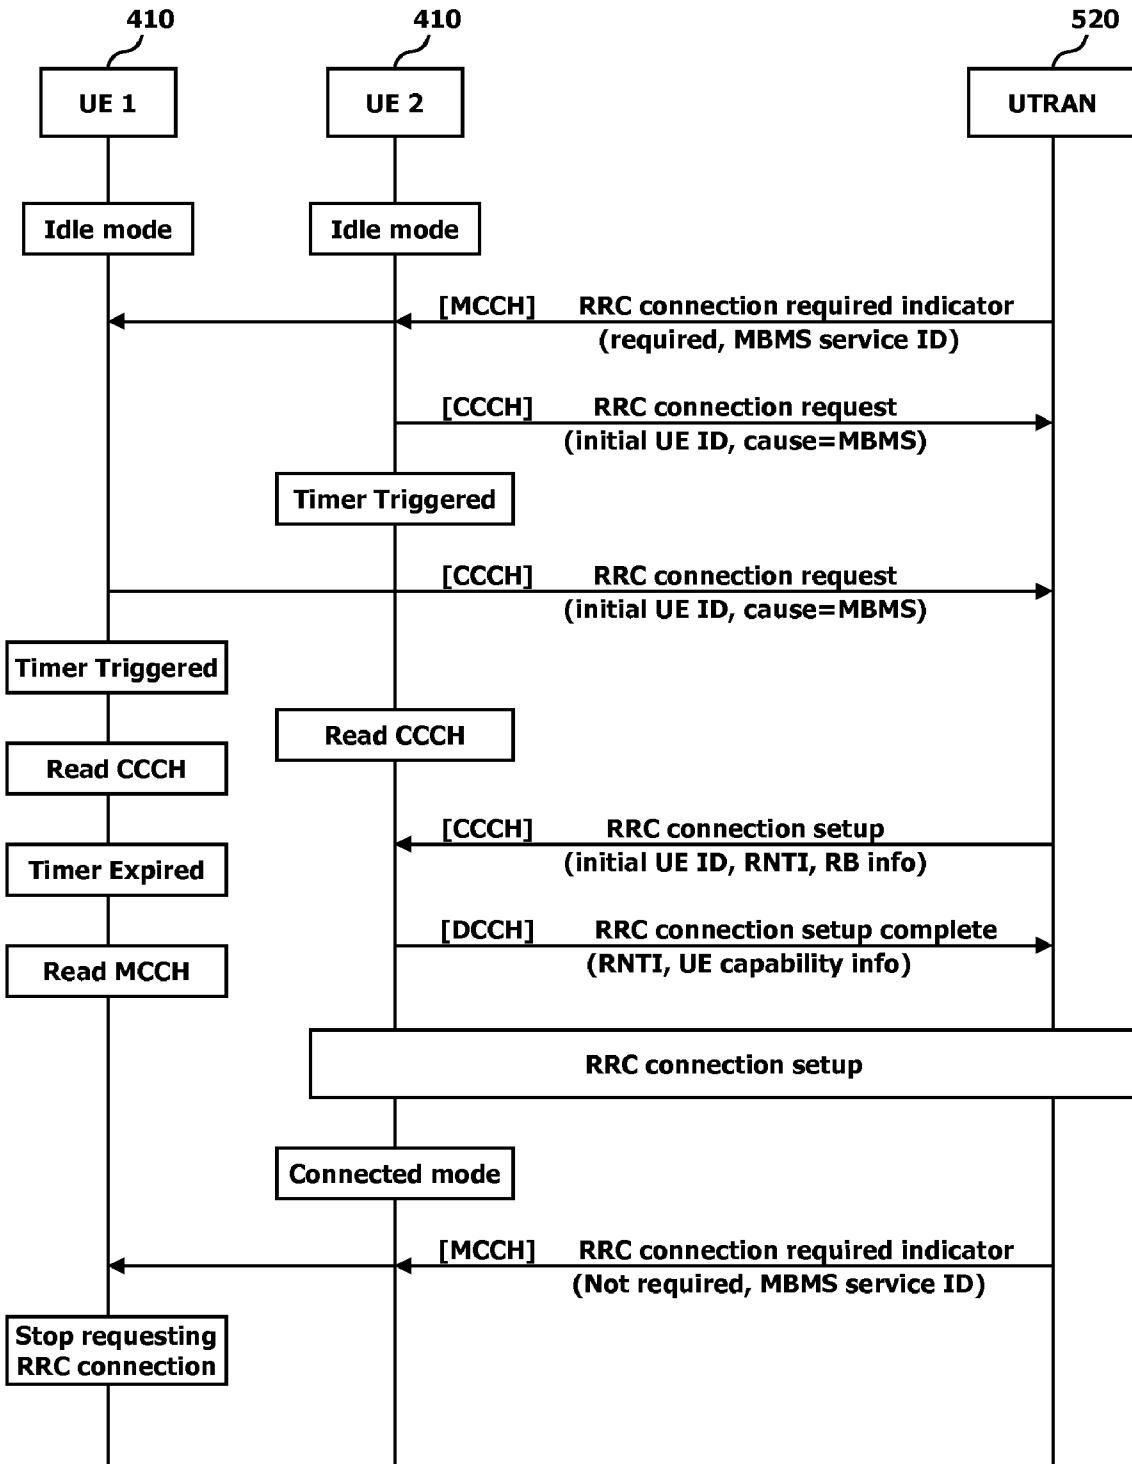 410 410 520
UE 1 UE 2 UTRAN
Idle mode Idle mode
[MCCH] RRC connection required indicator
(required, MBMS service ID)
[CCCH] RRC connection request
(initial UE ID, cause=MBMS)
Timer Triggered
[CCCH] RRC connection request
(initial UE ID, cause=MBMS)
Timer Triggered
Read CCCH
Read CCCH
[CCCH] RRC connection setup
(initial UE ID, RNTI, RB info)
Timer Expired
[DCCH] RRC connection setup complete
(RNTI, UE capability info)
Read MCCH
RRC connection setup
Connected mode
[MCCH] RRC connection required indicator
(Not required, MBMS service ID)
Stop requesting
RRC connection